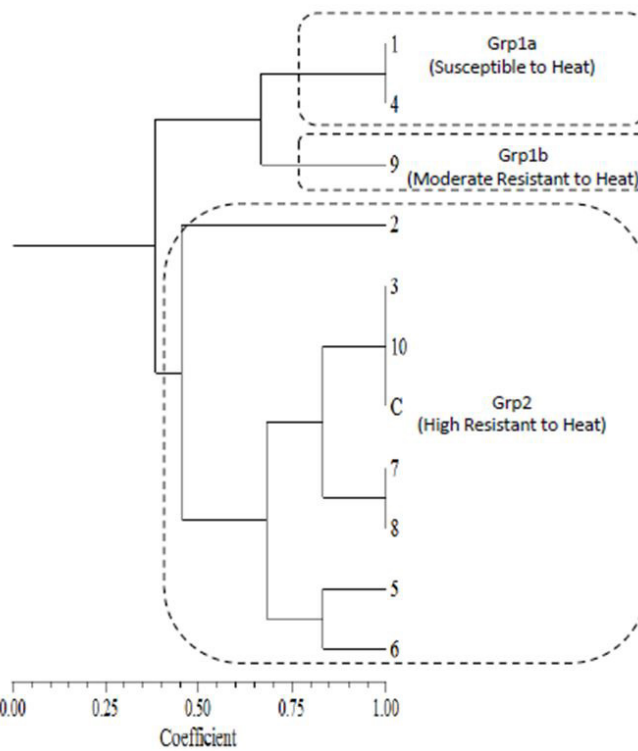 1
Grp1a
(Susceptible to Heat)
4
9
Grp1b
(Moderate Resistant to Heat)
2
3
10
C
Grp2
(High Resistant to Heat)
7
8
5
6
0.00 0.25 0.50 0.75 1.00
Coefficient